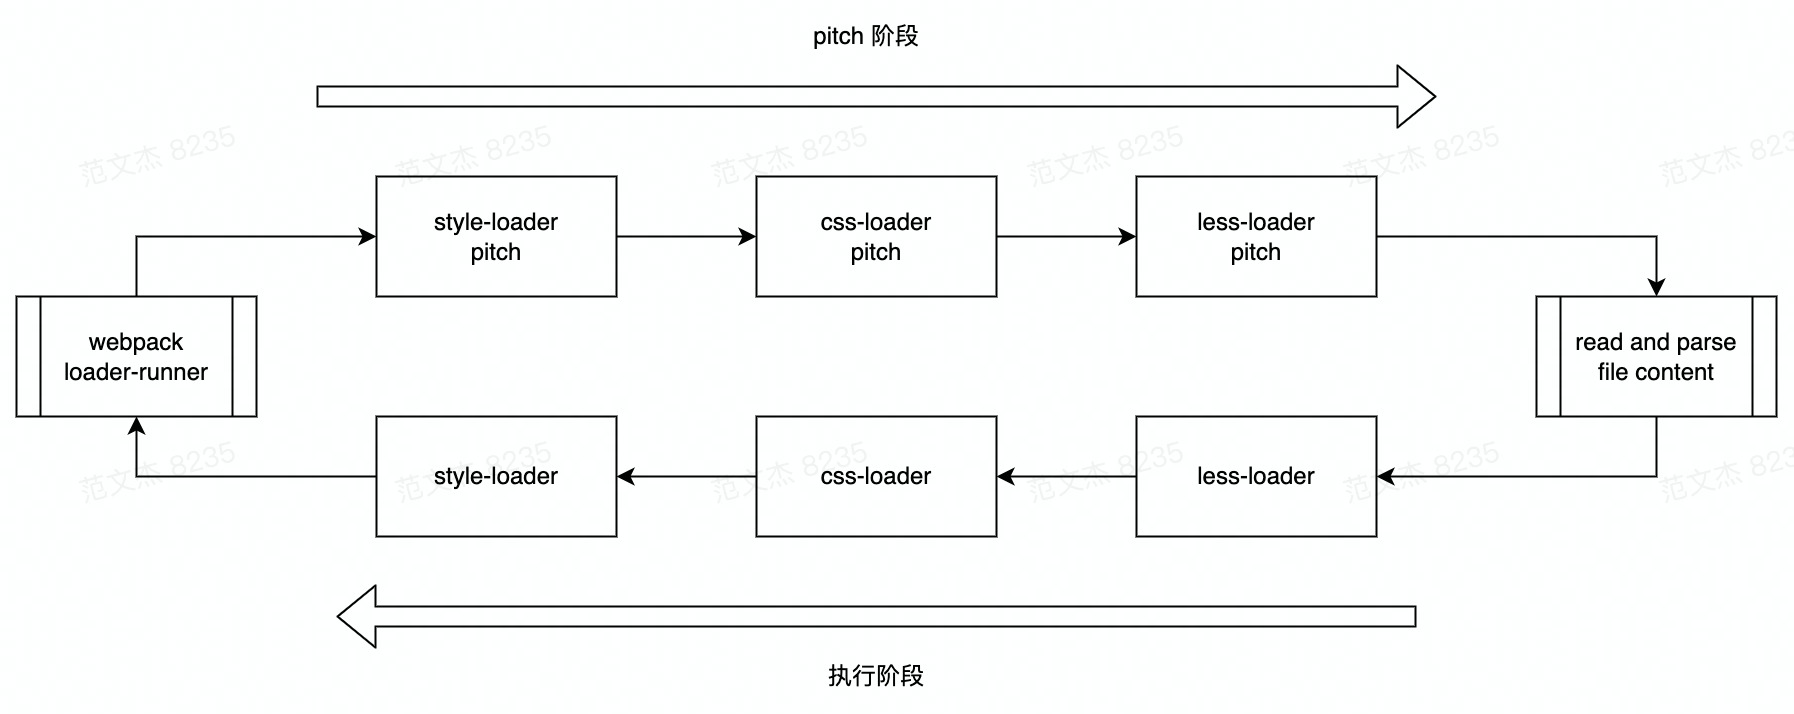 pitch 阶段
范文杰 8235 范文杰 8235 范文杰 8235 范文杰 8235 范文杰 8235 范文杰 823
style-loader
pitch
css-loader
pitch
less-loader
pitch
webpack
loader-runner
read and parse
file content
style-loader
css-loader
less-loader
范文杰 8235 范文杰 8235 范文杰 8235 范文杰 8235 范文杰 8235 范文杰 823
执行阶段